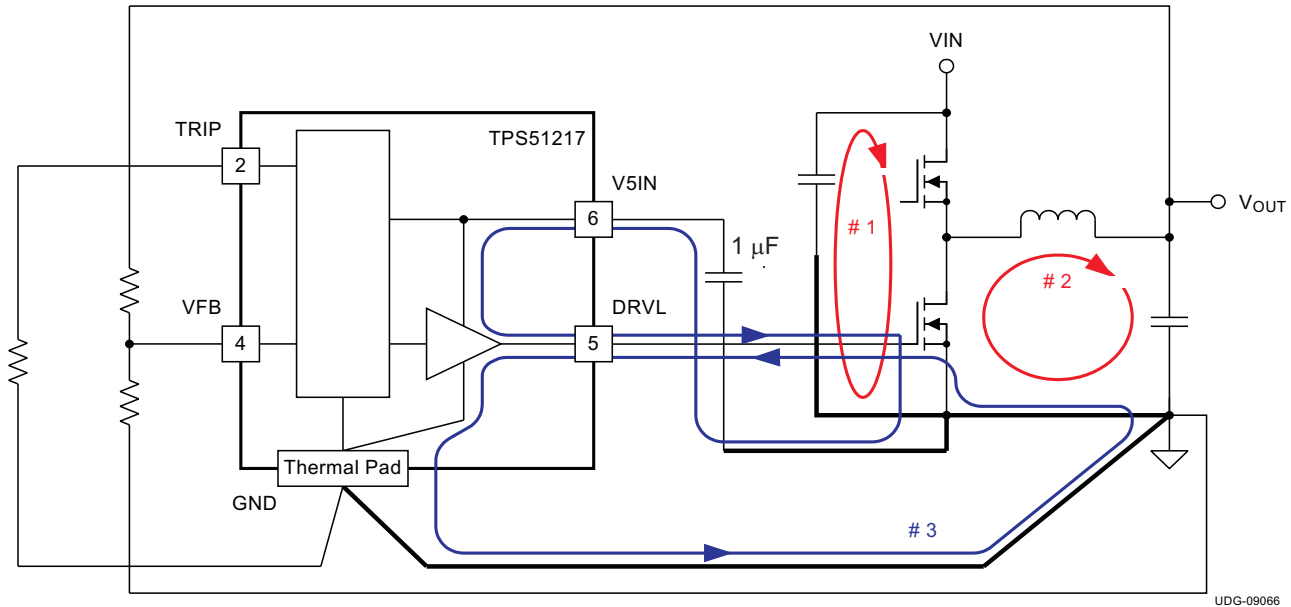 VIN
TRIP
TPS51217
2
V5IN
6
VOUT
# 1
1 μF
# 2
VFB
DRVL
4
5
Thermal Pad
GND
# 3
UDG-09066